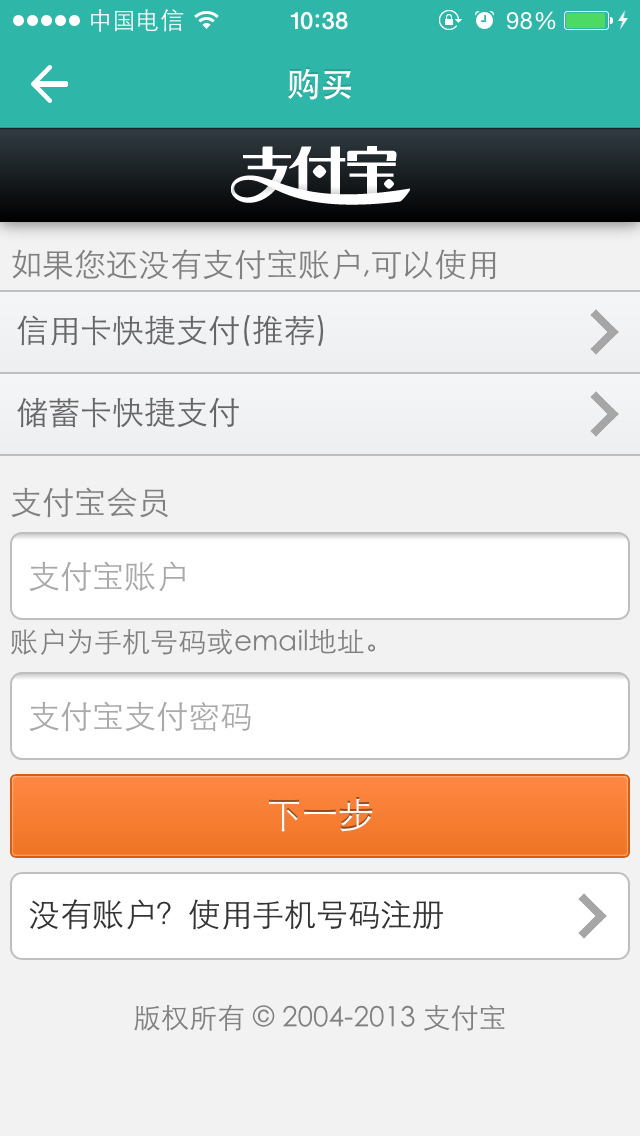 中国电信 10:38 98%
购买
支付宝
如果您还没有支付宝账户,可以使用
信用卡快捷支付(推荐)
储蓄卡快捷支付
支付宝会员
支付宝账户
账户为手机号码或email地址。
支付宝支付密码
下一步
没有账户？使用手机号码注册
版权所有 © 2004-2013 支付宝